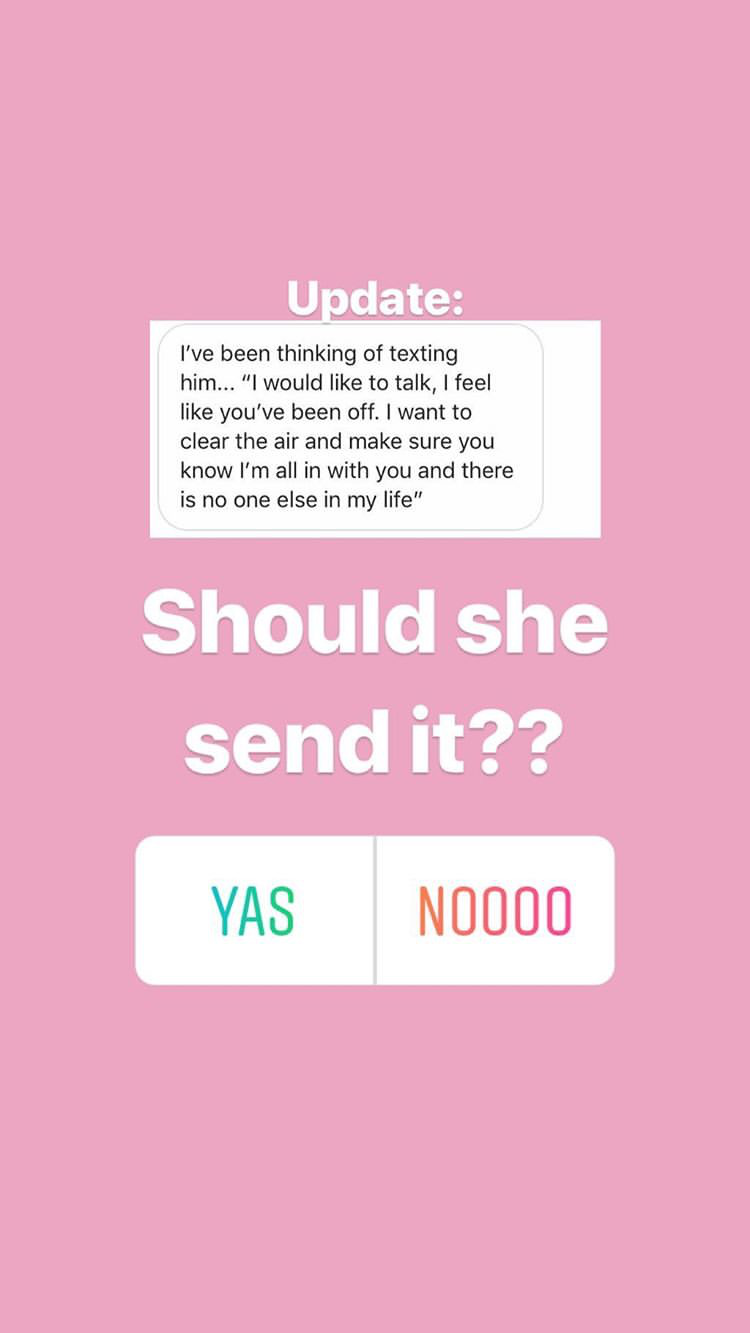 Update:
I’ve been thinking of texting
him... “I would like to talk, I feel
like you’ve been off. I want to
clear the air and make sure you
know I’m all in with you and there
is no one else in my life”
Should she
send it??
YAS
NOOOO